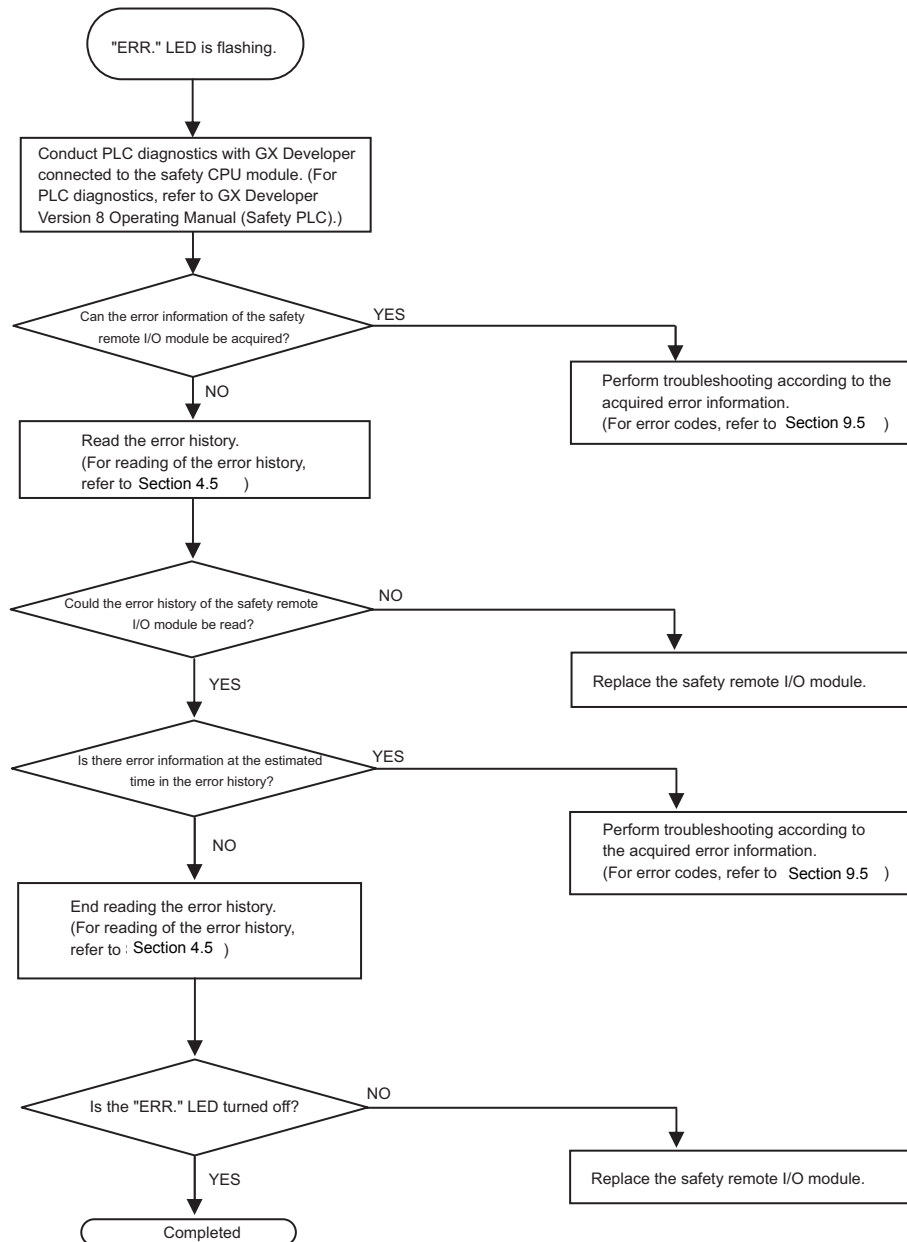 "ERR." LED is flashing.
Conduct PLC diagnostics with GX Developer
connected to the safety CPU module. (For
PLC diagnostics, refer to GX Developer
Version 8 Operating Manual (Safety PLC).)
Can the error information of the safety
remote I/O module be acquired?
YES
NO
Perform troubleshooting according to the
acquired error information.
(For error codes, refer to Section 9.5 )
Read the error history.
(For reading of the error history,
refer to Section 4.5 )
Could the error history of the safety remote
I/O module be read?
NO
YES
Replace the safety remote I/O module.
Is there error information at the estimated
time in the error history?
YES
NO
Perform troubleshooting according to
the acquired error information.
(For error codes, refer to Section 9.5 )
End reading the error history.
(For reading of the error history,
refer to : Section 4.5 )
Is the "ERR." LED turned off?
NO
YES
Replace the safety remote I/O module.
Completed